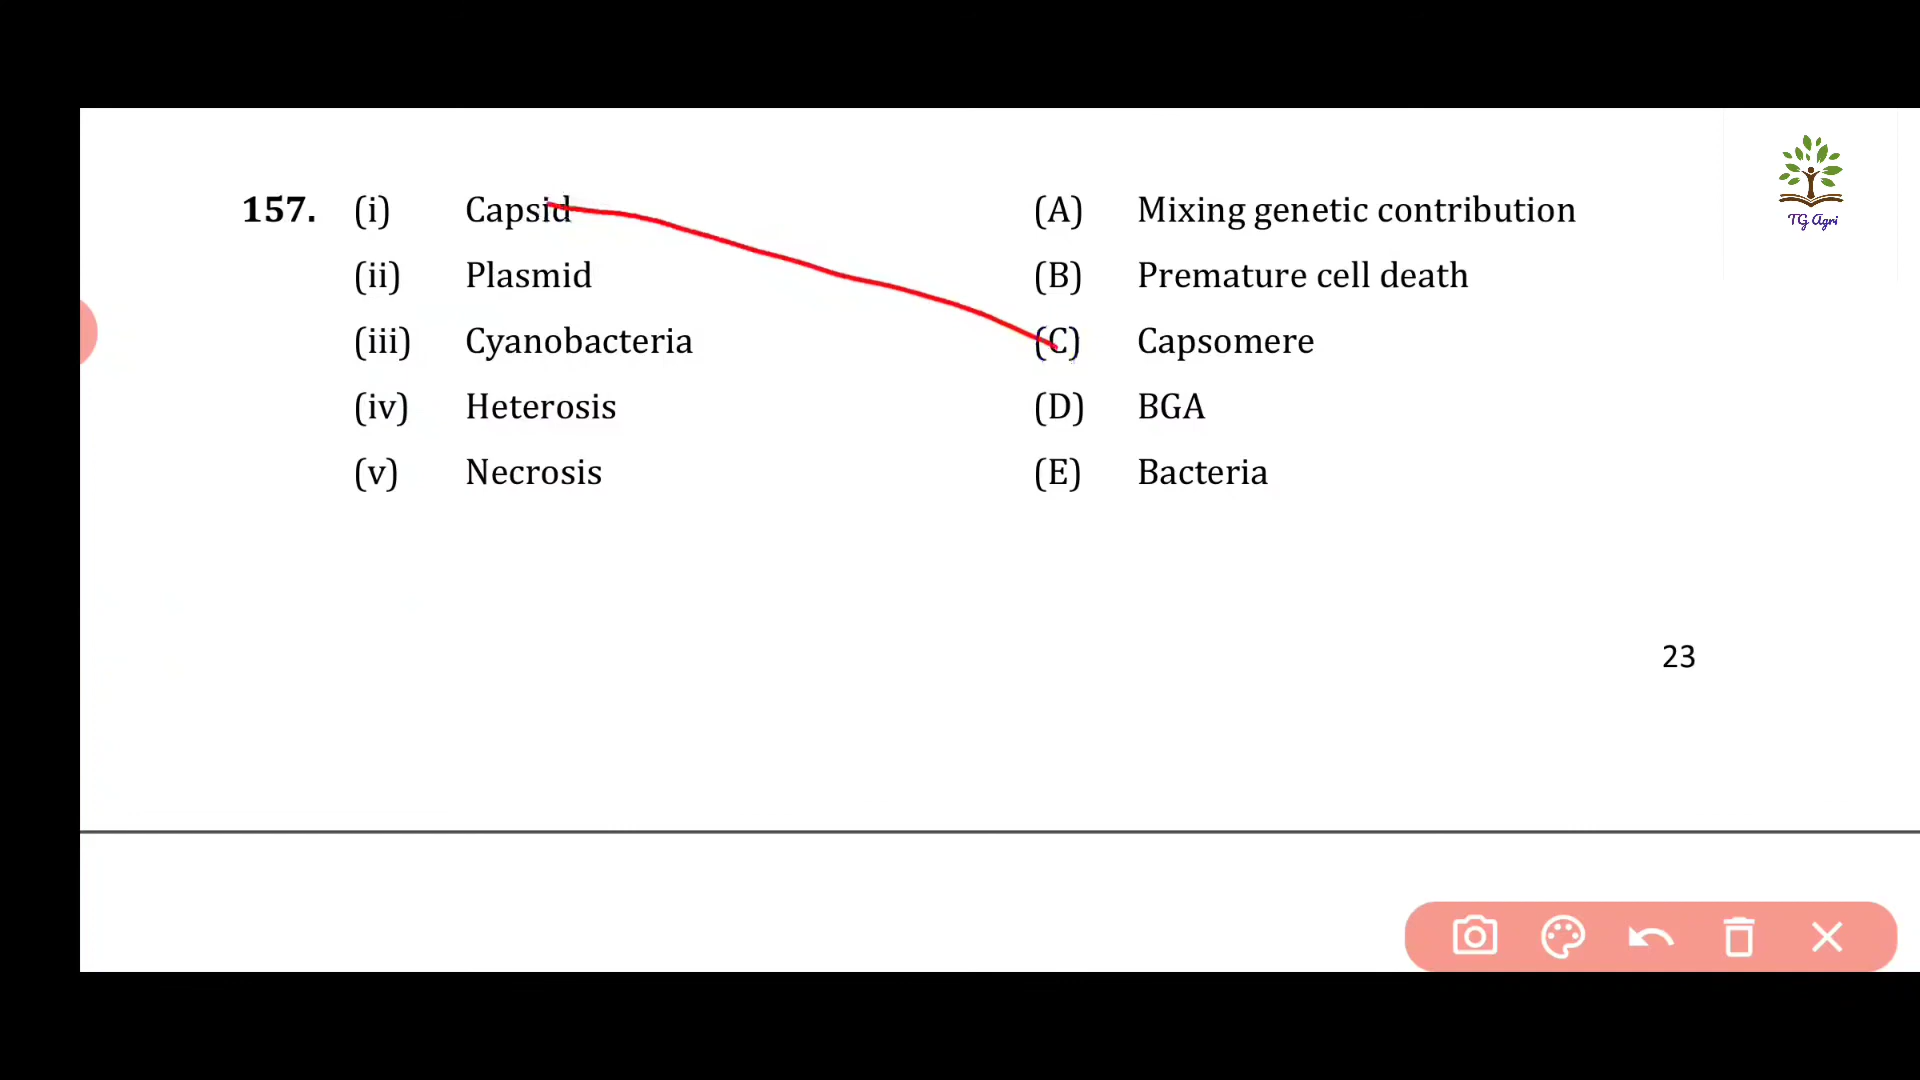 157. (i) Capsid (A) Mixing genetic contribution
(ii) Plasmid (B) Premature cell death
(iii) Cyanobacteria (C) Capsomere
(iv) Heterosis (D) BGA
(v) Necrosis (E) Bacteria
TG Agri
23